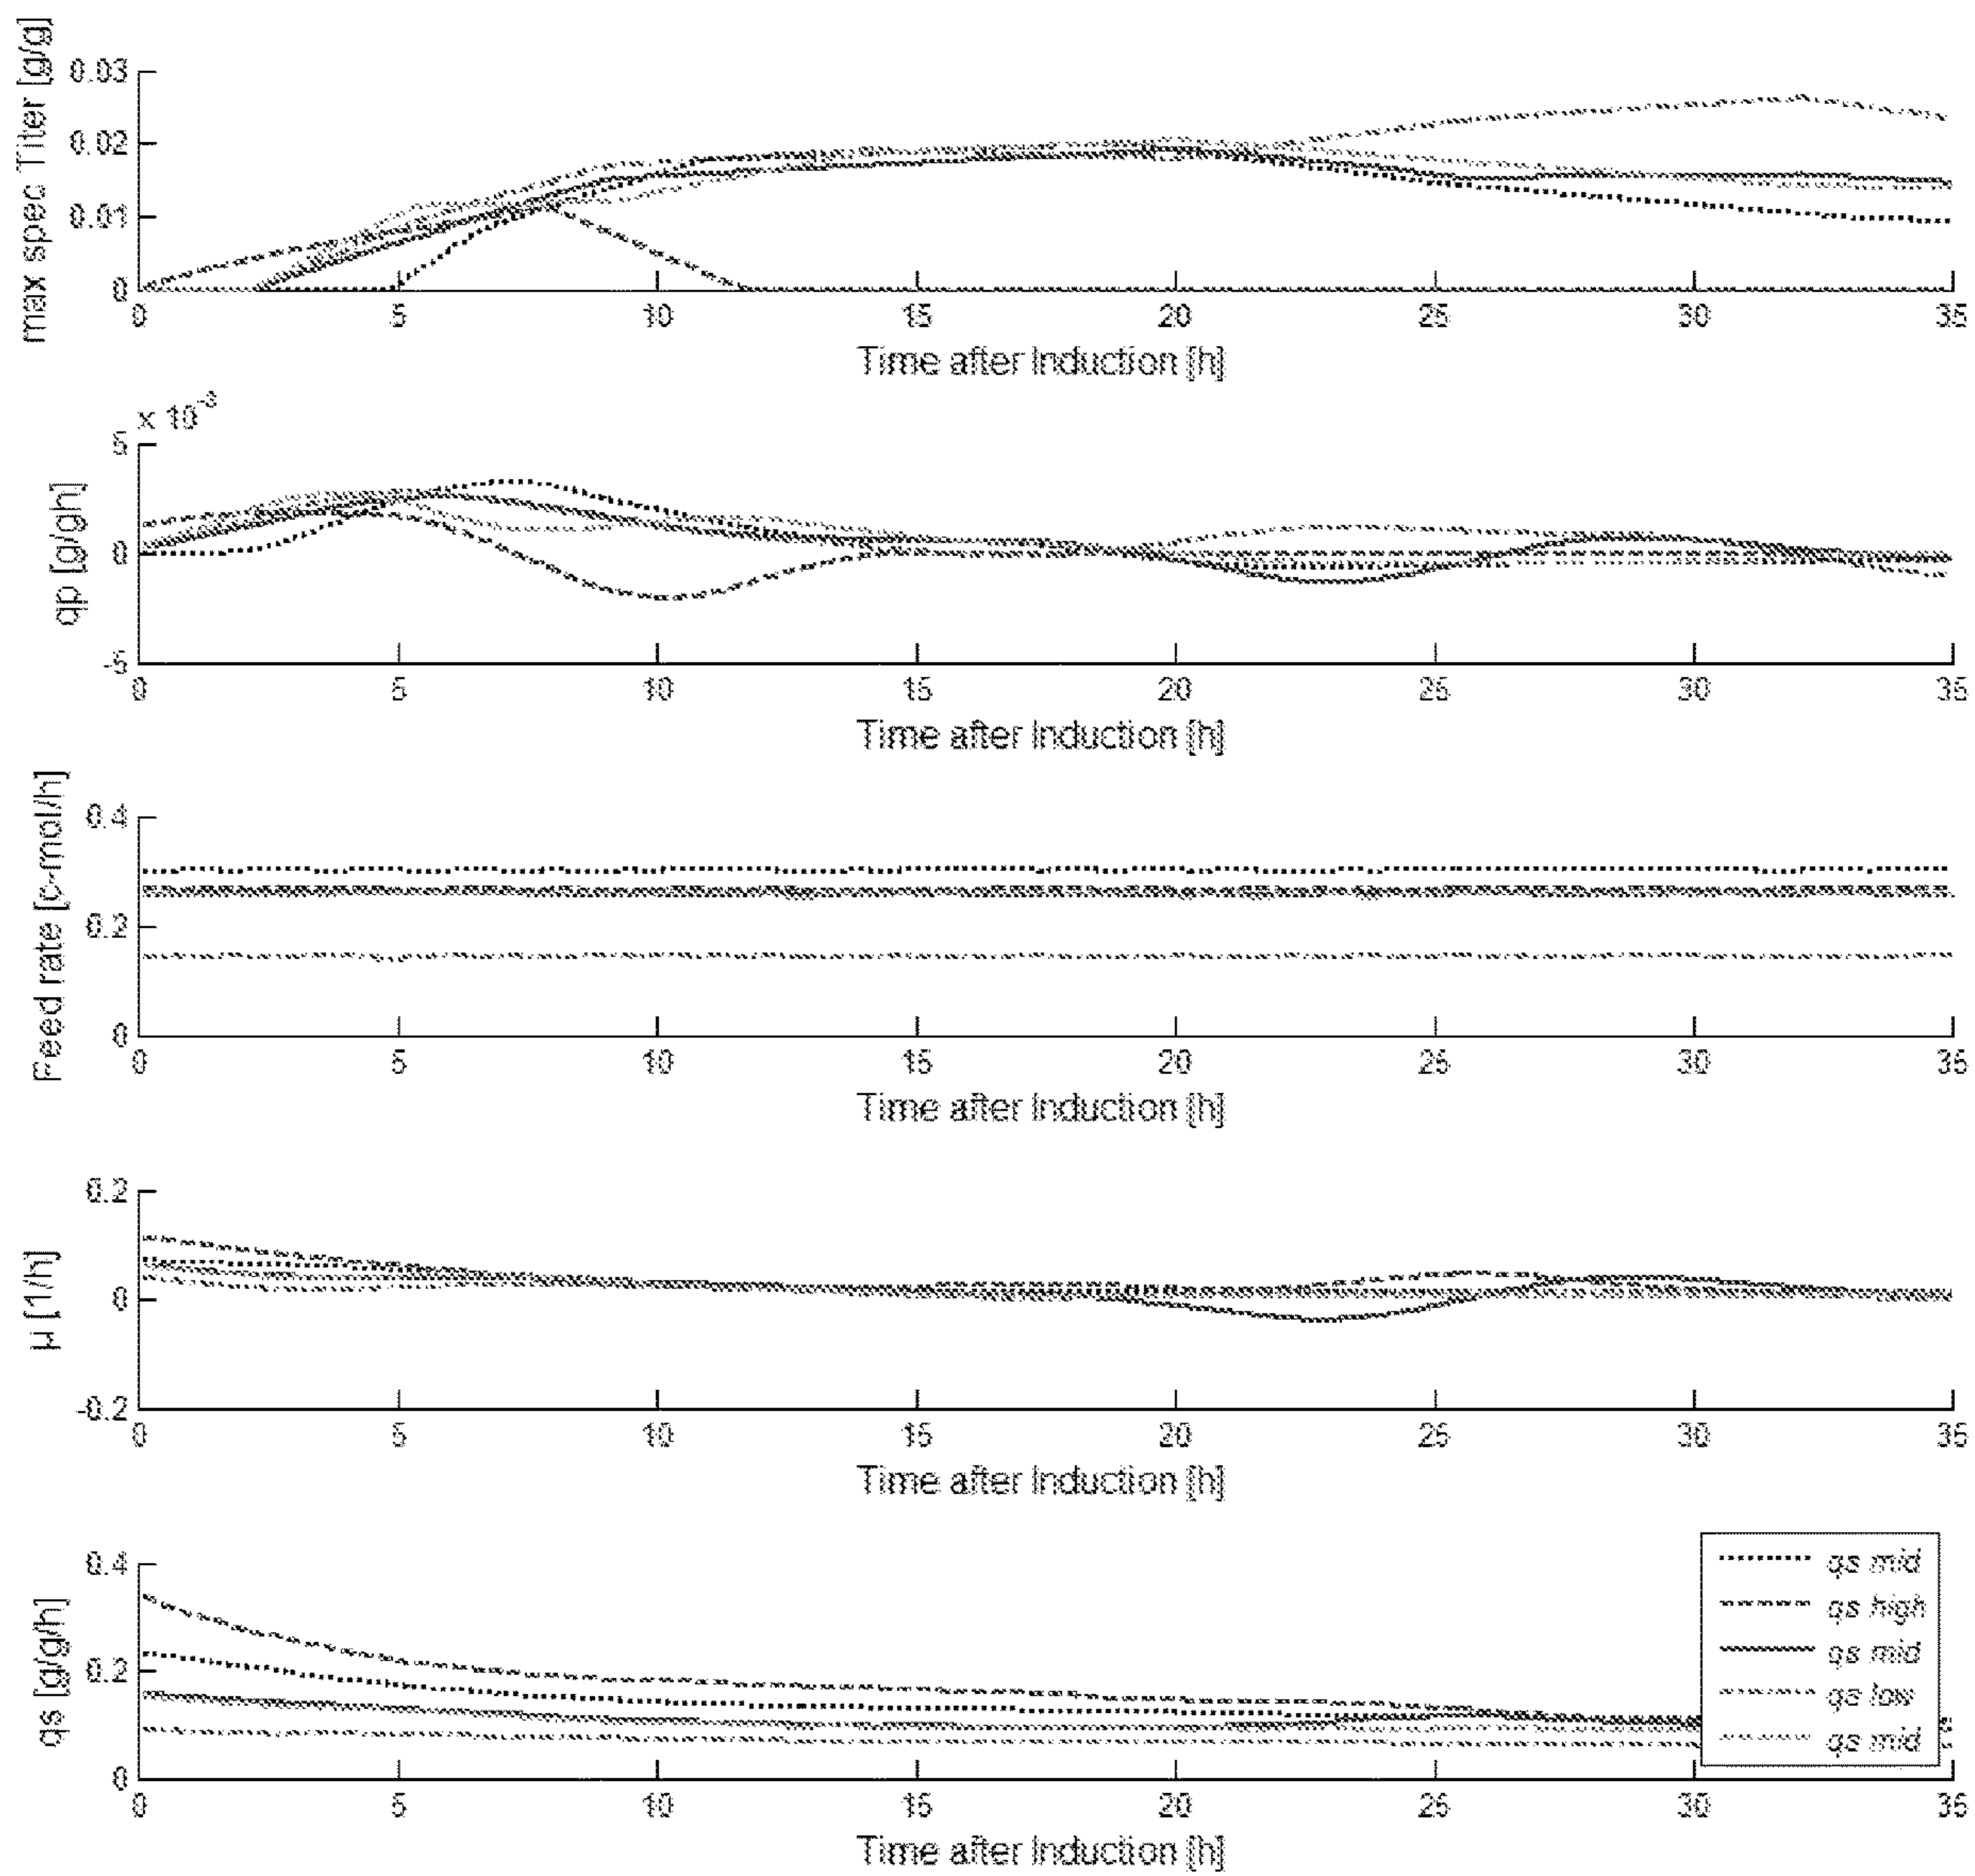 max spec Titer [g/g]
0.03
0.02
0.01
0
0 5 10 15 20 25 30 35
Time after Induction [h]
x 10^-3
qp [g/gh]
5
0
-5
0 5 10 15 20 25 30 35
Time after Induction [h]
Feed rate [c-mol/h]
0.4
0.2
0
0 5 10 15 20 25 30 35
Time after Induction [h]
μ [1/h]
0.2
0
-0.2
0 5 10 15 20 25 30 35
Time after Induction [h]
qs [g/g/h]
0.4
0.2
0
0 5 10 15 20 25 30 35
Time after Induction [h]
qs mid
qs high
qs mid
qs low
qs mid